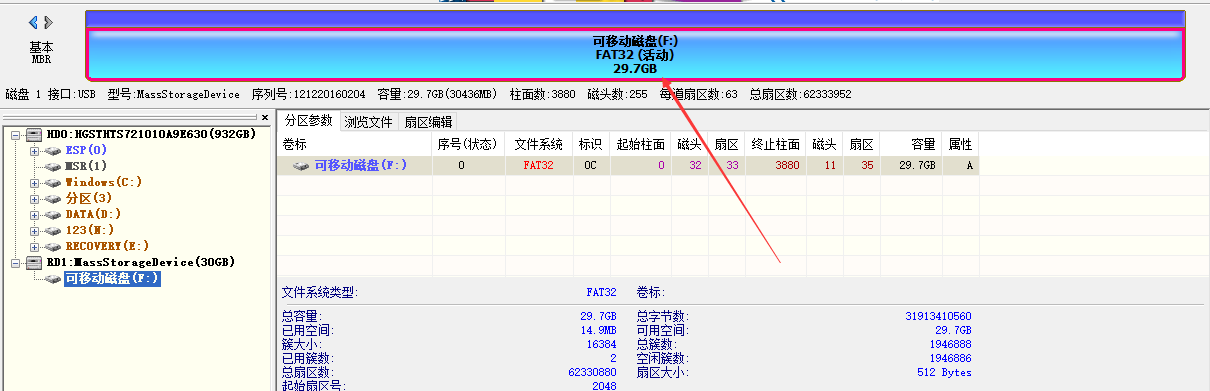 基本
MBR
可移动磁盘(F:)
FAT32 (活动)
29.7GB
磁盘 1 接口:USB 型号:MassStorageDevice 序列号:121220160204 容量:29.7GB(30436MB) 柱面数:3880 磁头数:255 每道扇区数:63 总扇区数:62333952
HD0:HGSTHTS721010A9E630(932GB)
ESP(0)
MSR(1)
Windows(C:)
分区(3)
DATA(D:)
123(N:)
RECOVERY(E:)
RD1:MassStorageDevice(30GB)
可移动磁盘(F:)
分区参数 浏览文件 扇区编辑
卷标 序号(状态) 文件系统 标识 起始柱面 磁头 扇区 终止柱面 磁头 扇区 容量 属性
可移动磁盘(F:) 0 FAT32 0C 0 32 33 3880 11 35 29.7GB A
文件系统类型: FAT32 卷标:
总容量: 29.7GB 总字节数: 31913410560
已用空间: 14.9MB 可用空间: 29.7GB
簇大小: 16384 总簇数: 1946888
已用簇数: 2 空闲簇数: 1946886
总扇区数: 62330880 扇区大小: 512 Bytes
起始扇区号: 2048